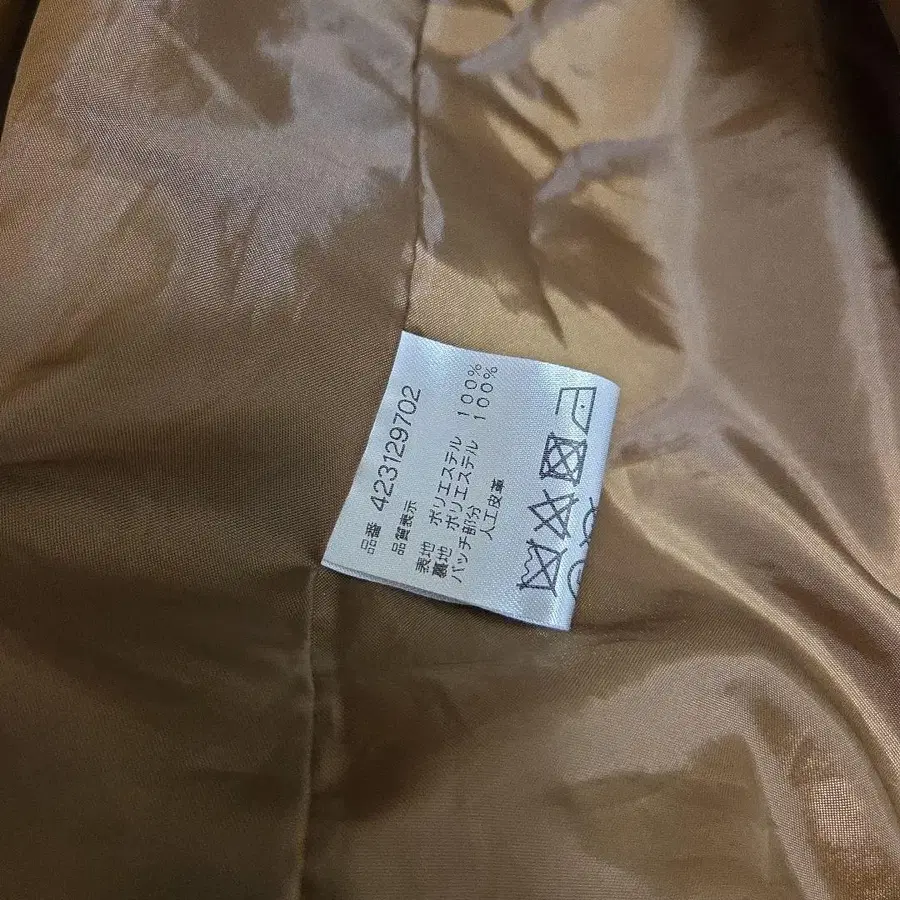 品番 423129702
品質表示
表地 ポリエステル 100%
裏地 ポリエステル 100%
パッチ部分
人工皮革